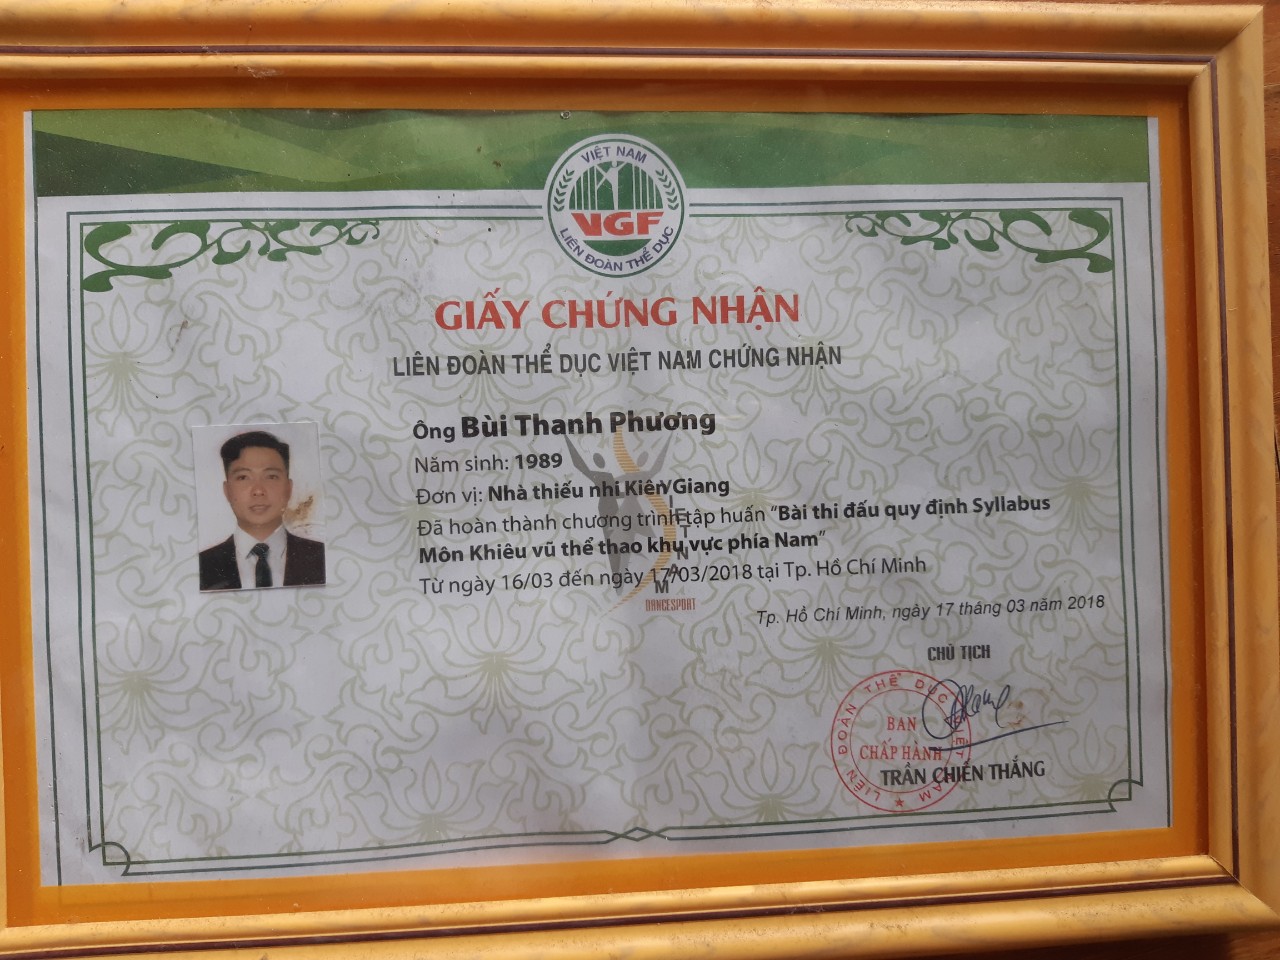 VIỆT NAM
VGF
LIÊN ĐOÀN THỂ DỤC
GIẤY CHỨNG NHẬN
LIÊN ĐOÀN THỂ DỤC VIỆT NAM CHỨNG NHẬN
Ông Bùi Thanh Phương
Năm sinh: 1989
Đơn vị: Nhà thiếu nhi Kiên Giang
Đã hoàn thành chương trình tập huấn “Bài thi đấu quy định Syllabus
Môn Khiêu vũ thể thao khu vực phía Nam”
Từ ngày 16/03 đến ngày 17/03/2018 tại Tp. Hồ Chí Minh
VIETNAM
DANCESPORT
Tp. Hồ Chí Minh, ngày 17 tháng 03 năm 2018
CHỦ TỊCH
LIÊN ĐOÀN THỂ DỤC VIỆT NAM
BAN
CHẤP HÀNH
TRẦN CHIẾN THẮNG